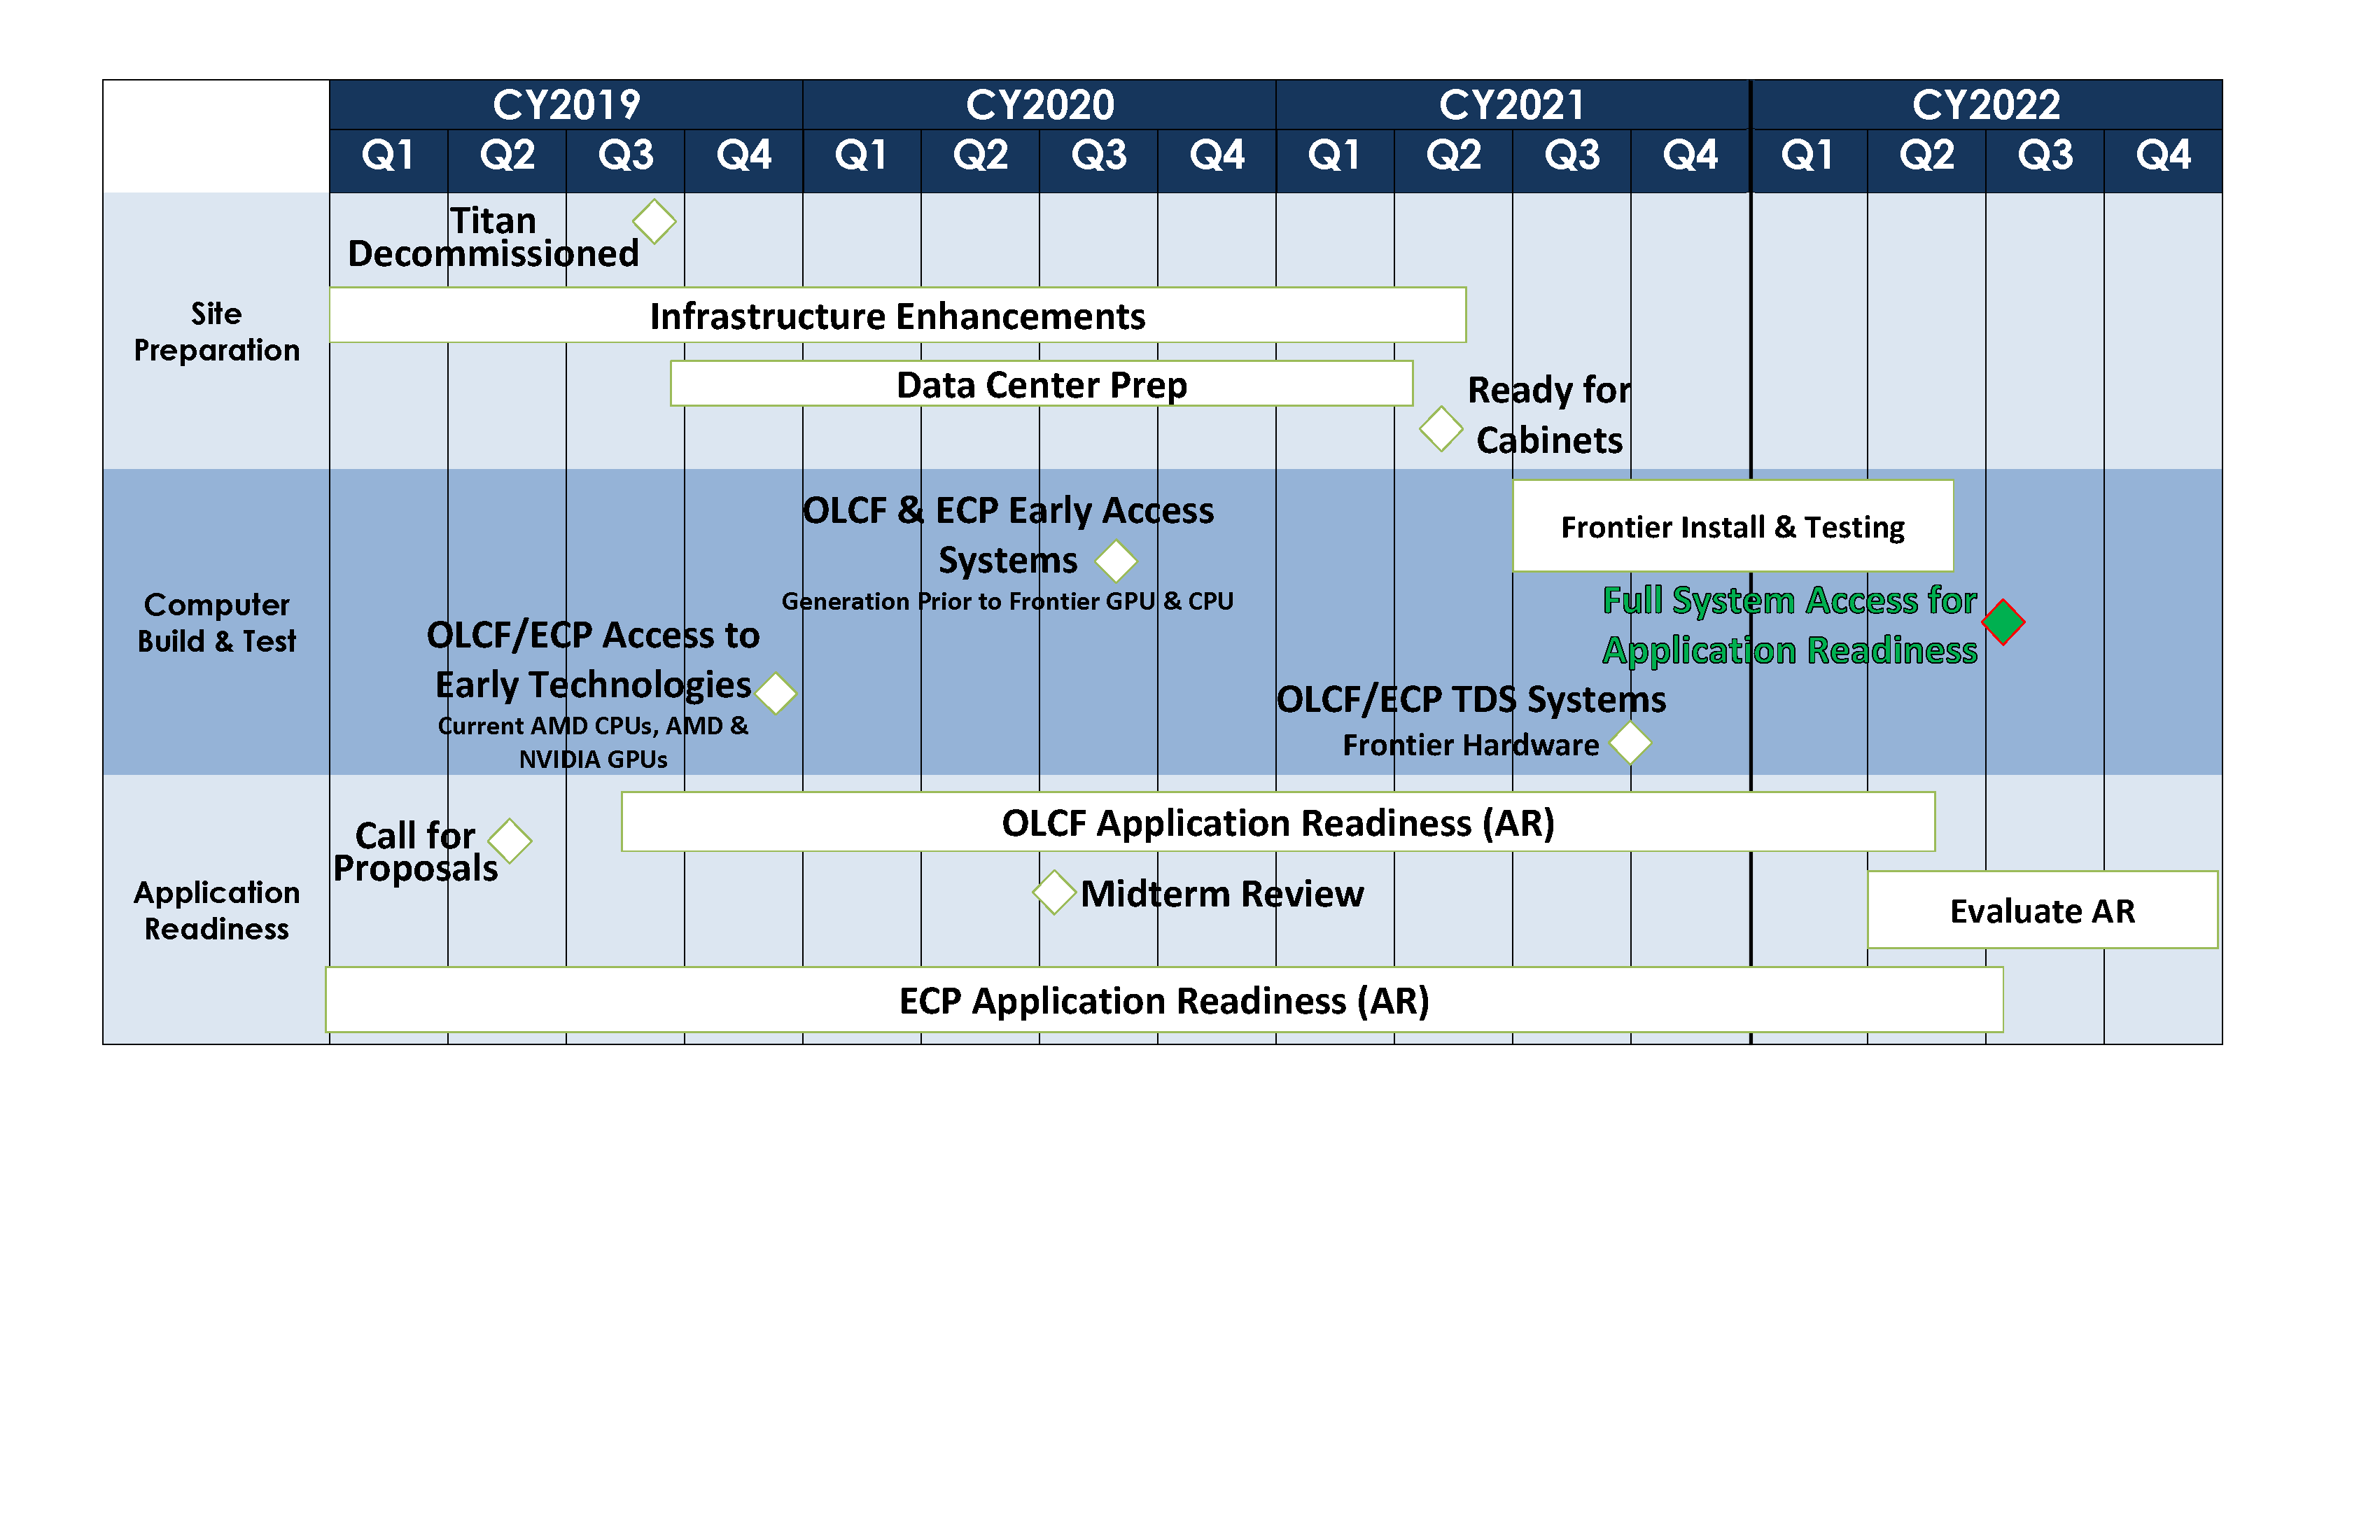 CY2019 CY2020 CY2021 CY2022
Q1 Q2 Q3 Q4 Q1 Q2 Q3 Q4 Q1 Q2 Q3 Q4 Q1 Q2 Q3 Q4
Site
Preparation
Titan
Decommissioned
Infrastructure Enhancements
Data Center Prep
Ready for
Cabinets
Computer
Build & Test
OLCF & ECP Early Access
Systems
Generation Prior to Frontier GPU & CPU
Frontier Install & Testing
Full System Access for
Application Readiness
OLCF/ECP Access to
Early Technologies
Current AMD CPUs, AMD &
NVIDIA GPUs
OLCF/ECP TDS Systems
Frontier Hardware
Application
Readiness
Call for
Proposals
OLCF Application Readiness (AR)
Midterm Review
Evaluate AR
ECP Application Readiness (AR)